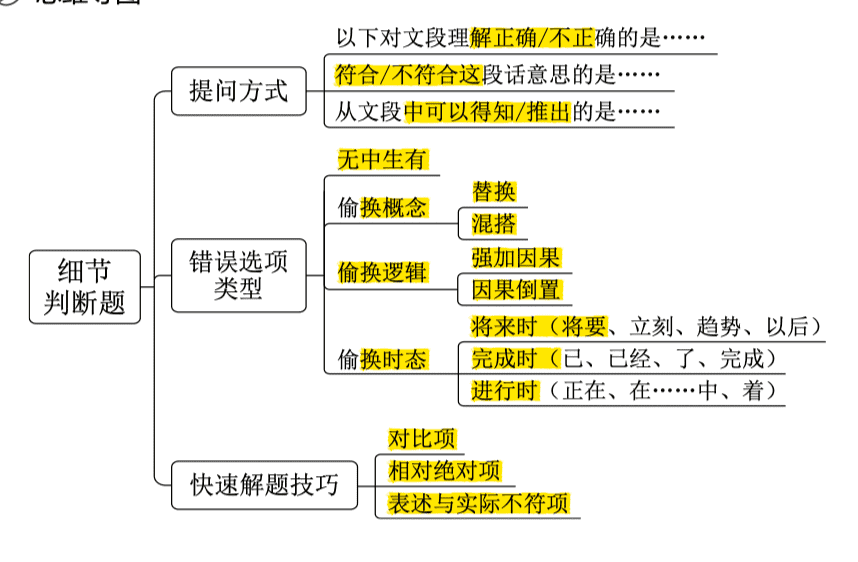 思维导图
以下对文段理解正确/不正确的是……
提问方式
符合/不符合这段话意思的是……
从文段中可以得知/推出的是……
无中生有
偷换概念
替换
混搭
细节
判断题
错误选项
类型
偷换逻辑
强加因果
因果倒置
偷换时态
将来时（将要、立刻、趋势、以后）
完成时（已、已经、了、完成）
进行时（正在、在……中、着）
快速解题技巧
对比项
相对绝对项
表述与实际不符项